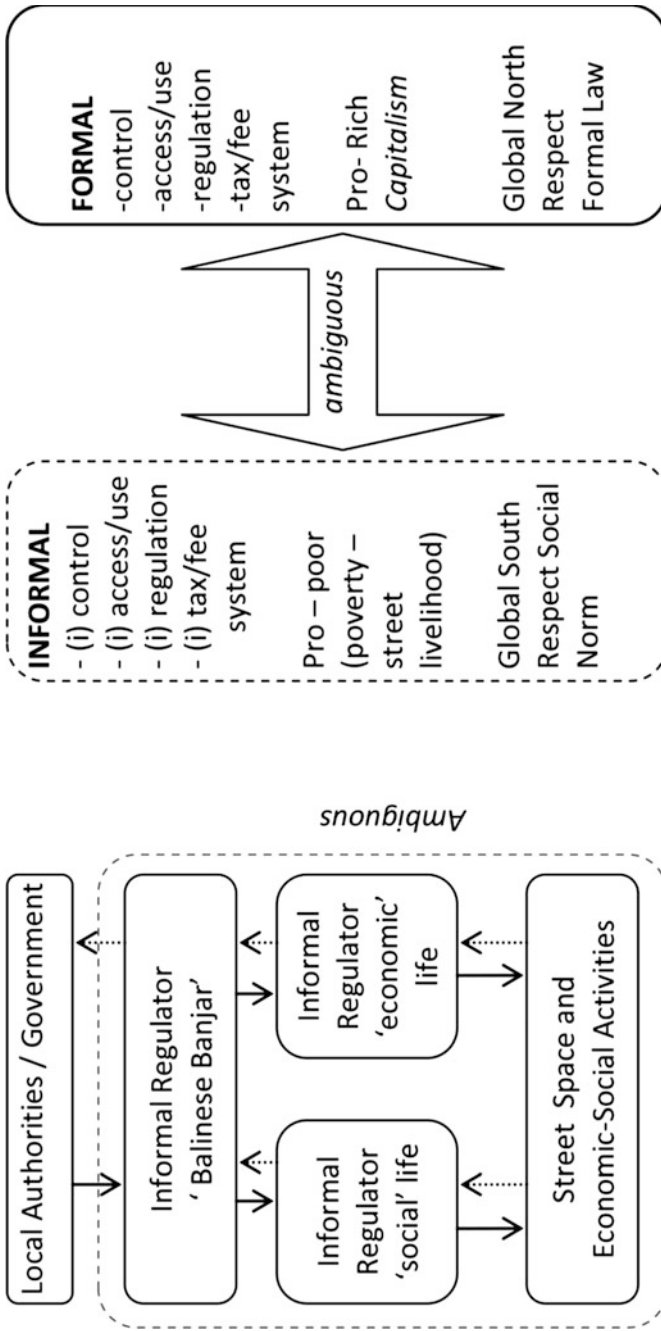 Local Authorities / Government
Informal Regulator
‘ Balinese Banjar’
Informal
Regulator
‘social’ life
Informal
Regulator
‘economic’
life
Street Space and
Economic-Social Activities
Ambiguous
INFORMAL
- (i) control
- (i) access/use
- (i) regulation
- (i) tax/fee
system
Pro – poor
(poverty –
street
livelihood)
Global South
Respect Social
Norm
ambiguous
FORMAL
-control
-access/use
-regulation
-tax/fee
system
Pro- Rich
Capitalism
Global North
Respect
Formal Law